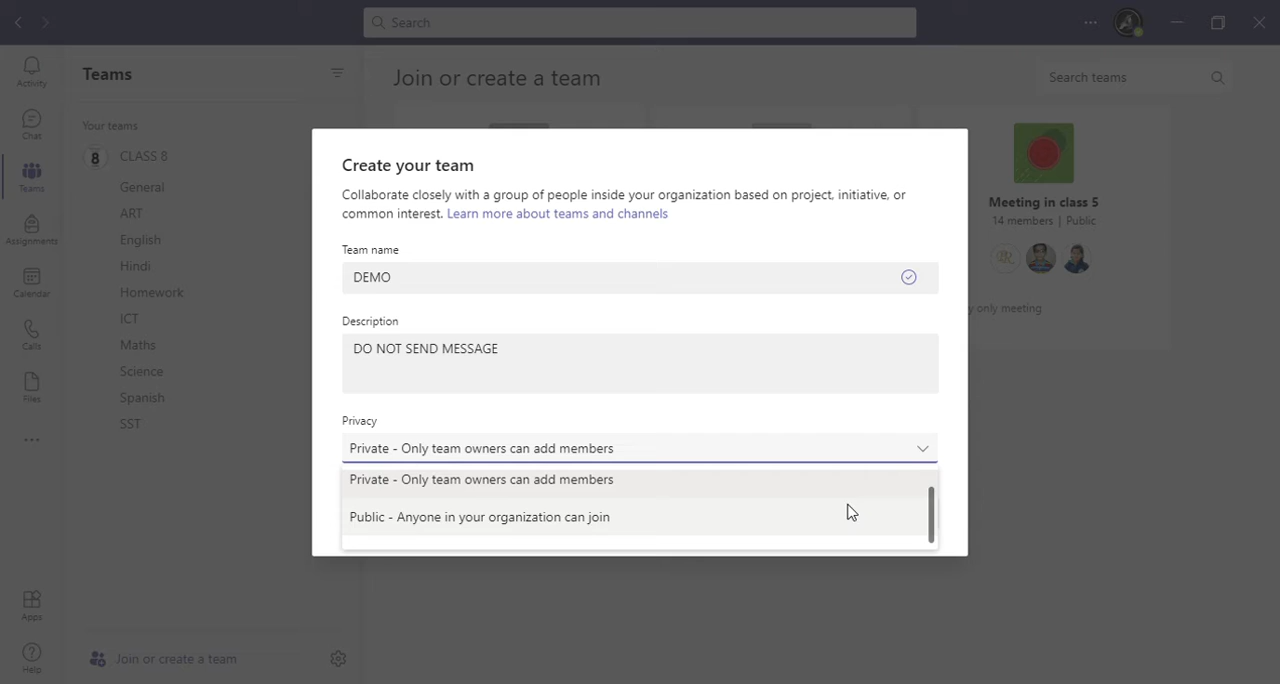 Search
Activity
Chat
Teams
Assignments
Calendar
Calls
Files
Apps
Help
Teams
Your teams
8 CLASS 8
General
ART
English
Hindi
Homework
ICT
Maths
Science
Spanish
SST
Join or create a team
Join or create a team
Search teams
Meeting in class 5
14 members | Public
only meeting
Create your team
Collaborate closely with a group of people inside your organization based on project, initiative, or
common interest. Learn more about teams and channels
Team name
DEMO
Description
DO NOT SEND MESSAGE
Privacy
Private - Only team owners can add members
Private - Only team owners can add members
Public - Anyone in your organization can join